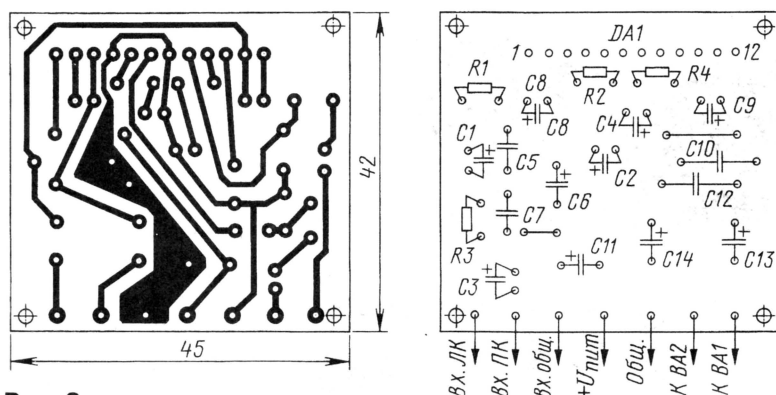 42
45
DA1
1
12
R1
R2
R4
C8
C8
C4
C9
C1
C5
C2
C10
C12
C6
R3
C7
C11
C14
C13
C3
Вх. ЛК
Вх. ПК
Вх. общ.
+Uпит
Общ.
К ВА2
К ВА1